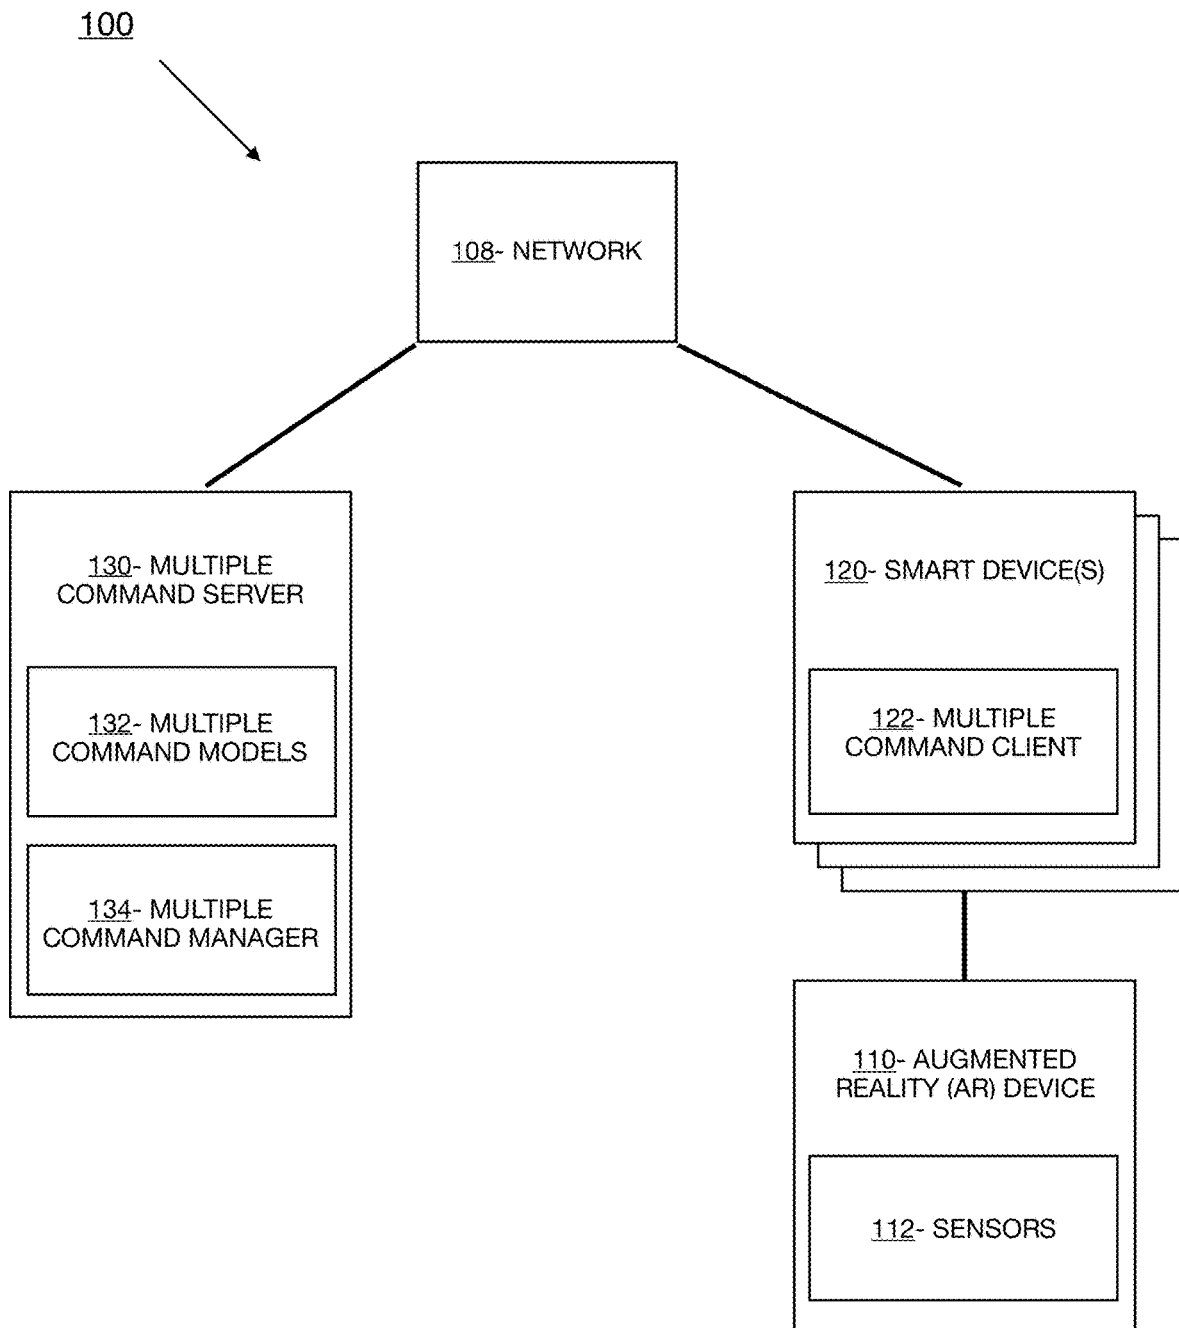 100
108- NETWORK
130- MULTIPLE
COMMAND SERVER
132- MULTIPLE
COMMAND MODELS
134- MULTIPLE
COMMAND MANAGER
120- SMART DEVICE(S)
122- MULTIPLE
COMMAND CLIENT
110- AUGMENTED
REALITY (AR) DEVICE
112- SENSORS